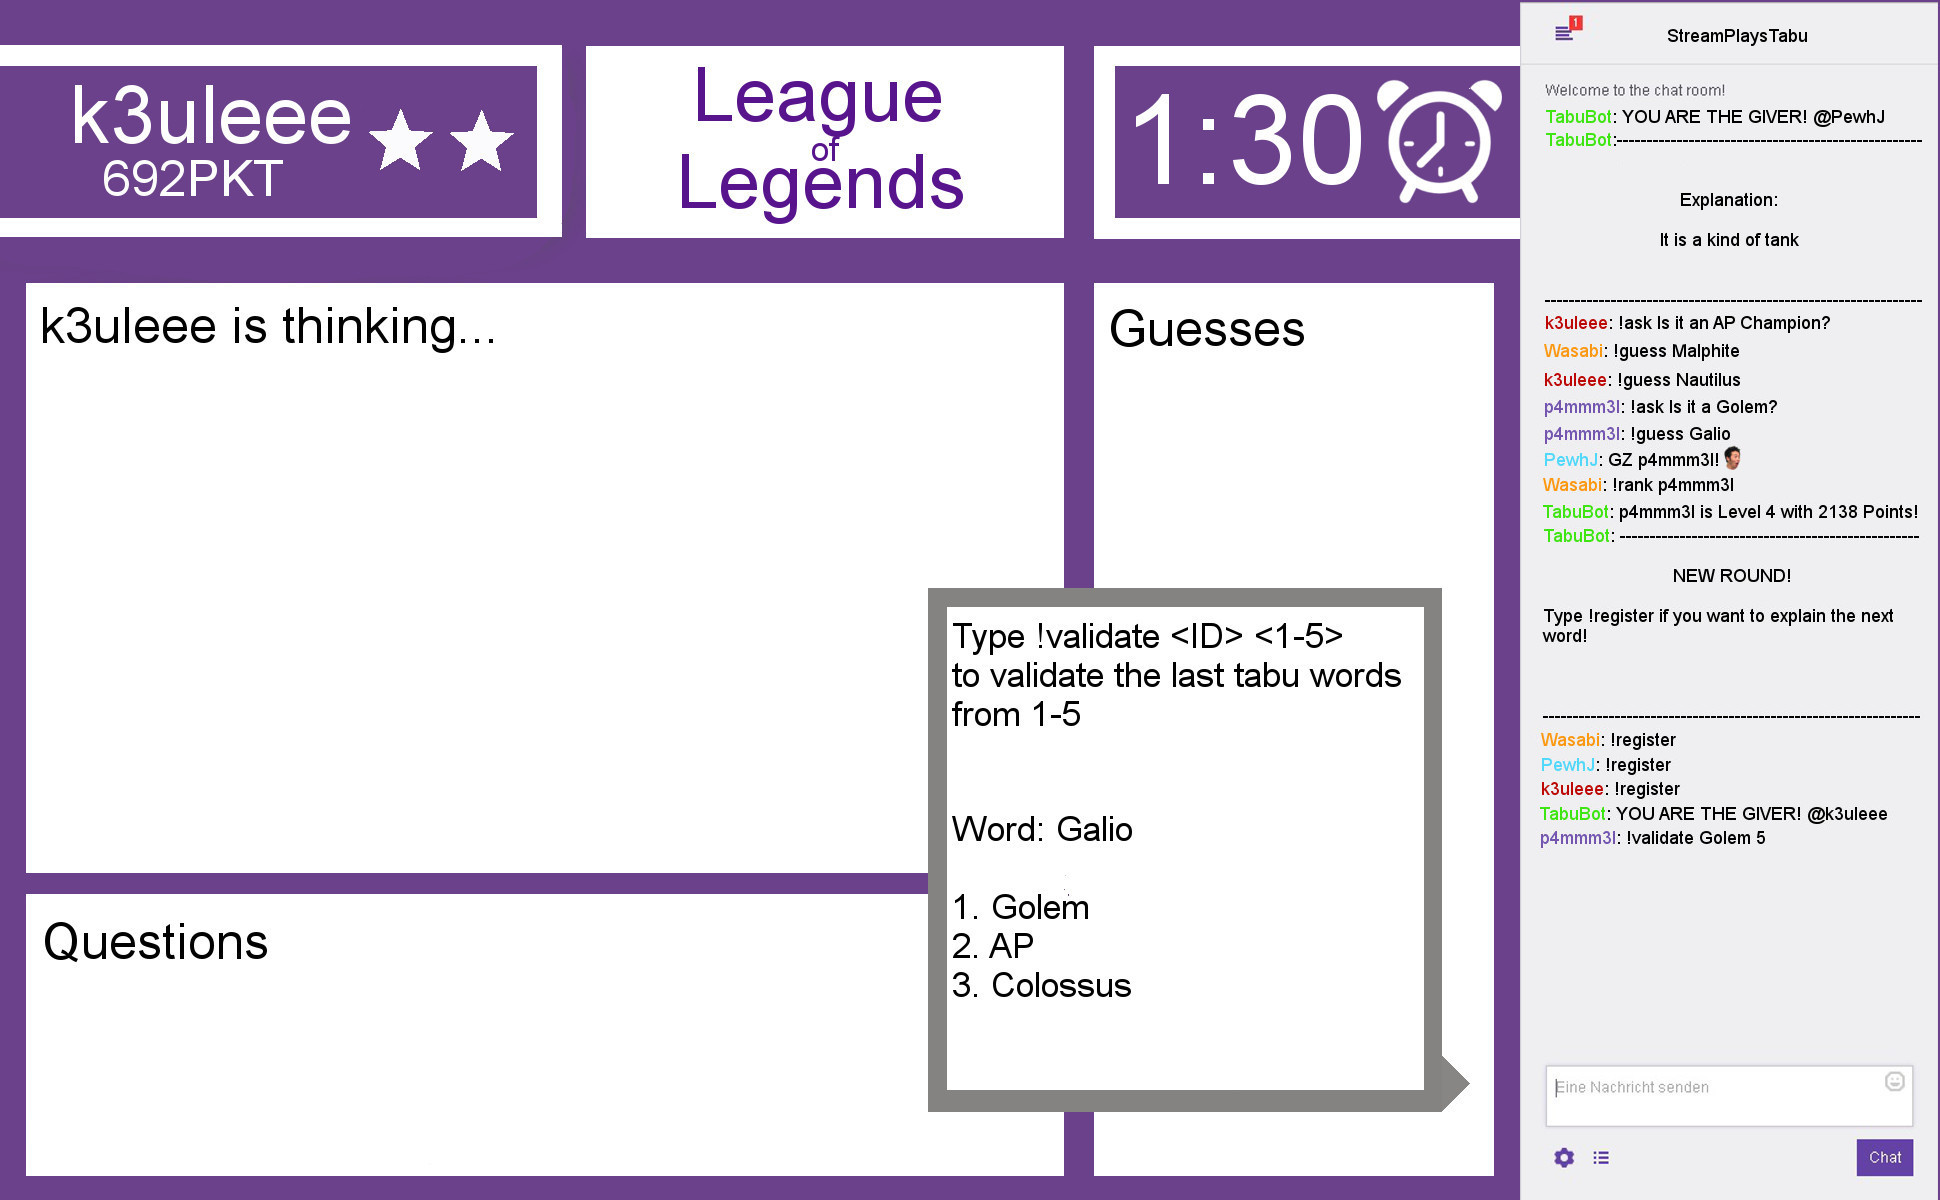 k3uleee
692PKT
League
of
Legends
1:30
k3uleee is thinking...
Guesses
Questions
Type !validate <ID> <1-5>
to validate the last tabu words
from 1-5
Word: Galio
1. Golem
2. AP
3. Colossus
1
StreamPlaysTabu
Welcome to the chat room!
TabuBot: YOU ARE THE GIVER! @PewhJ
TabuBot:---------------------------------------------------
Explanation:
It is a kind of tank
---------------------------------------------------------------
k3uleee: !ask Is it an AP Champion?
Wasabi: !guess Malphite
k3uleee: !guess Nautilus
p4mmm3l: !ask Is it a Golem?
p4mmm3l: !guess Galio
PewhJ: GZ p4mmm3l!
Wasabi: !rank p4mmm3l
TabuBot: p4mmm3l is Level 4 with 2138 Points!
TabuBot: --------------------------------------------------
NEW ROUND!
Type !register if you want to explain the next
word!
---------------------------------------------------------------
Wasabi: !register
PewhJ: !register
k3uleee: !register
TabuBot: YOU ARE THE GIVER! @k3uleee
p4mmm3l: !validate Golem 5
Eine Nachricht senden
Chat